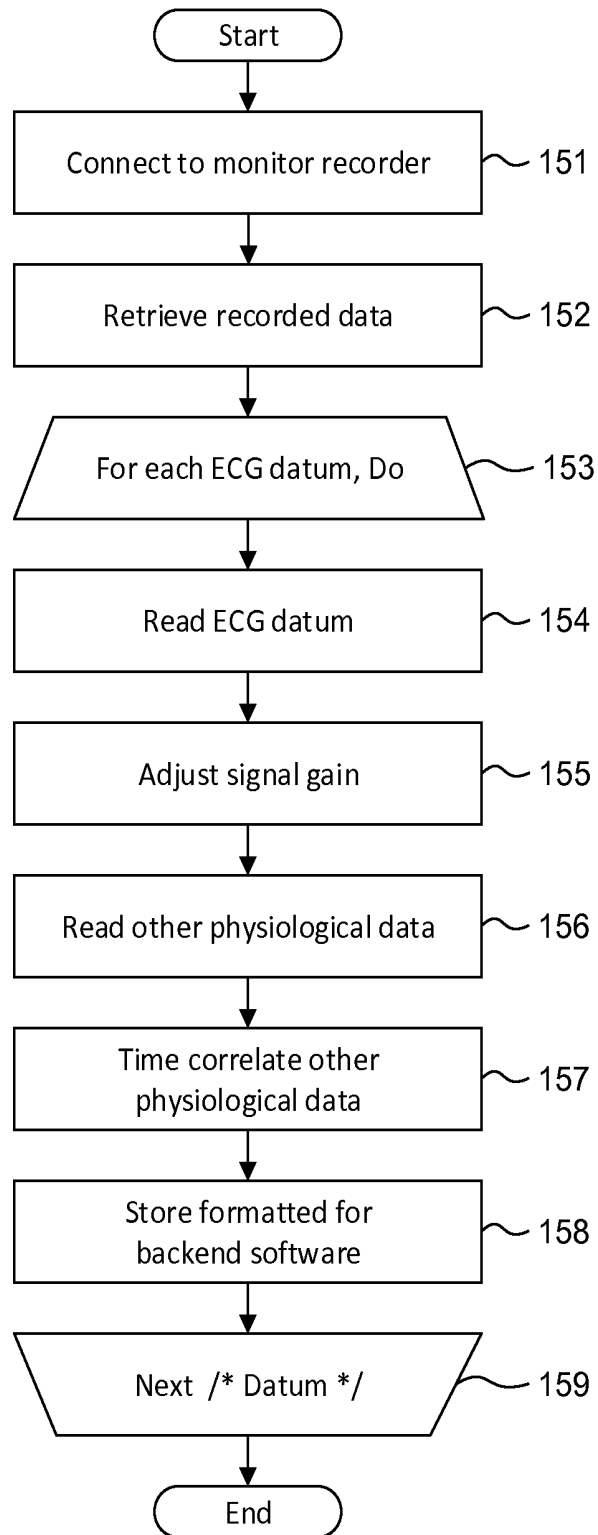 Start
Connect to monitor recorder
151
Retrieve recorded data
152
For each ECG datum, Do
153
Read ECG datum
154
Adjust signal gain
155
Read other physiological data
156
Time correlate other
physiological data
157
Store formatted for
backend software
158
Next /* Datum */
159
End